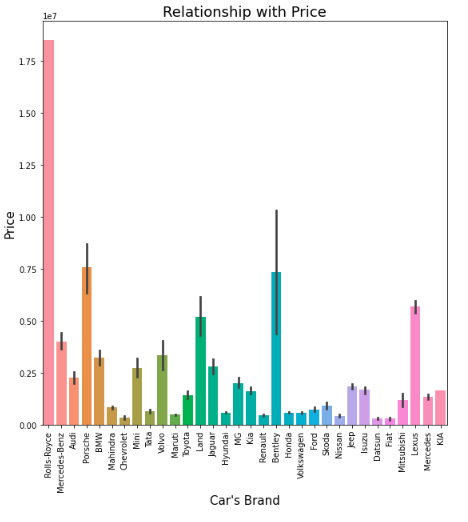 Relationship with Price
1e7
1.75
1.50
1.25
1.00
0.75
0.50
0.25
0.00
Price
Rolls-Royce
Mercedes-Benz
Audi
Porsche
BMW
Mahindra
Chevrolet
Mini
Tata
Volvo
Maruti
Toyota
Land
Jaguar
Hyundai
MG
Kia
Renault
Bentley
Honda
Volkswagen
Ford
Skoda
Nissan
Jeep
Isuzu
Datsun
Fiat
Mitsubishi
Lexus
Mercedes
KIA
Car's Brand